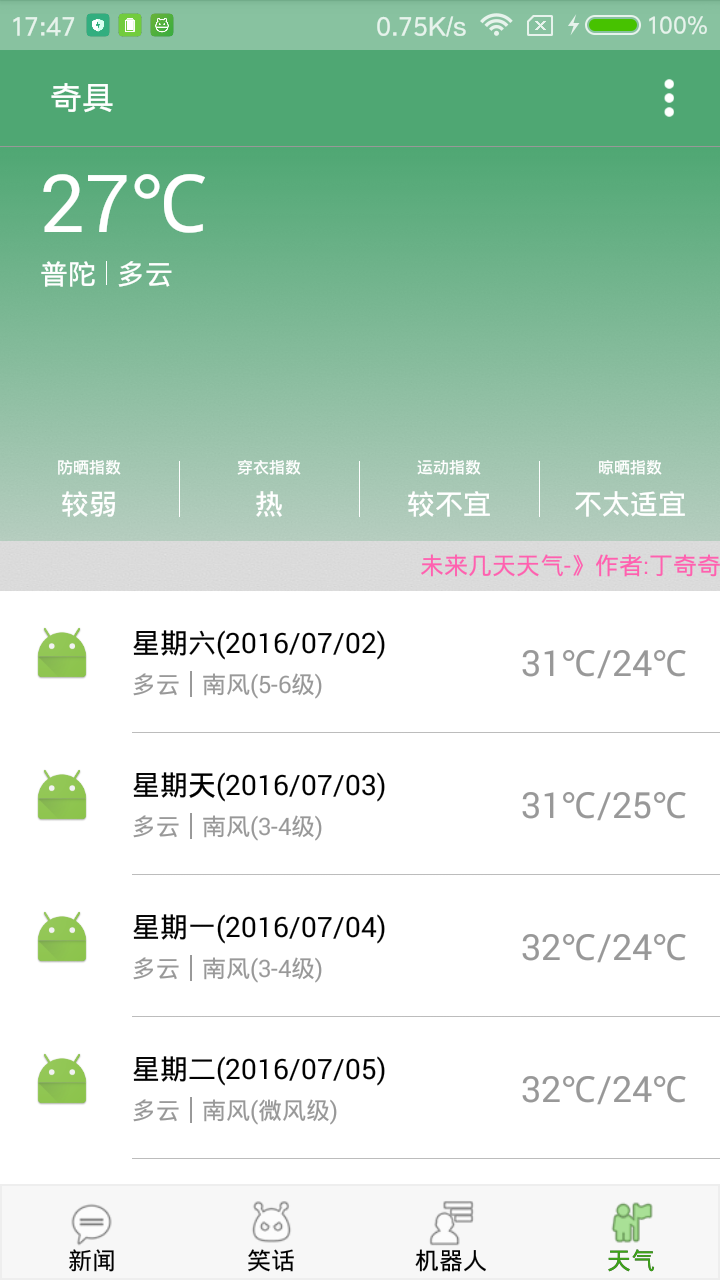 17:47 0.75K/s 100%
奇具
27℃
普陀 多云
防晒指数 穿衣指数 运动指数 晾晒指数
较弱 热 较不宜 不太适宜
未来几天天气-》作者:丁奇奇
星期六(2016/07/02)
31℃/24℃
多云 南风(5-6级)
星期天(2016/07/03)
31℃/25℃
多云 南风(3-4级)
星期一(2016/07/04)
32℃/24℃
多云 南风(3-4级)
星期二(2016/07/05)
32℃/24℃
多云 南风(微风级)
新闻 笑话 机器人 天气